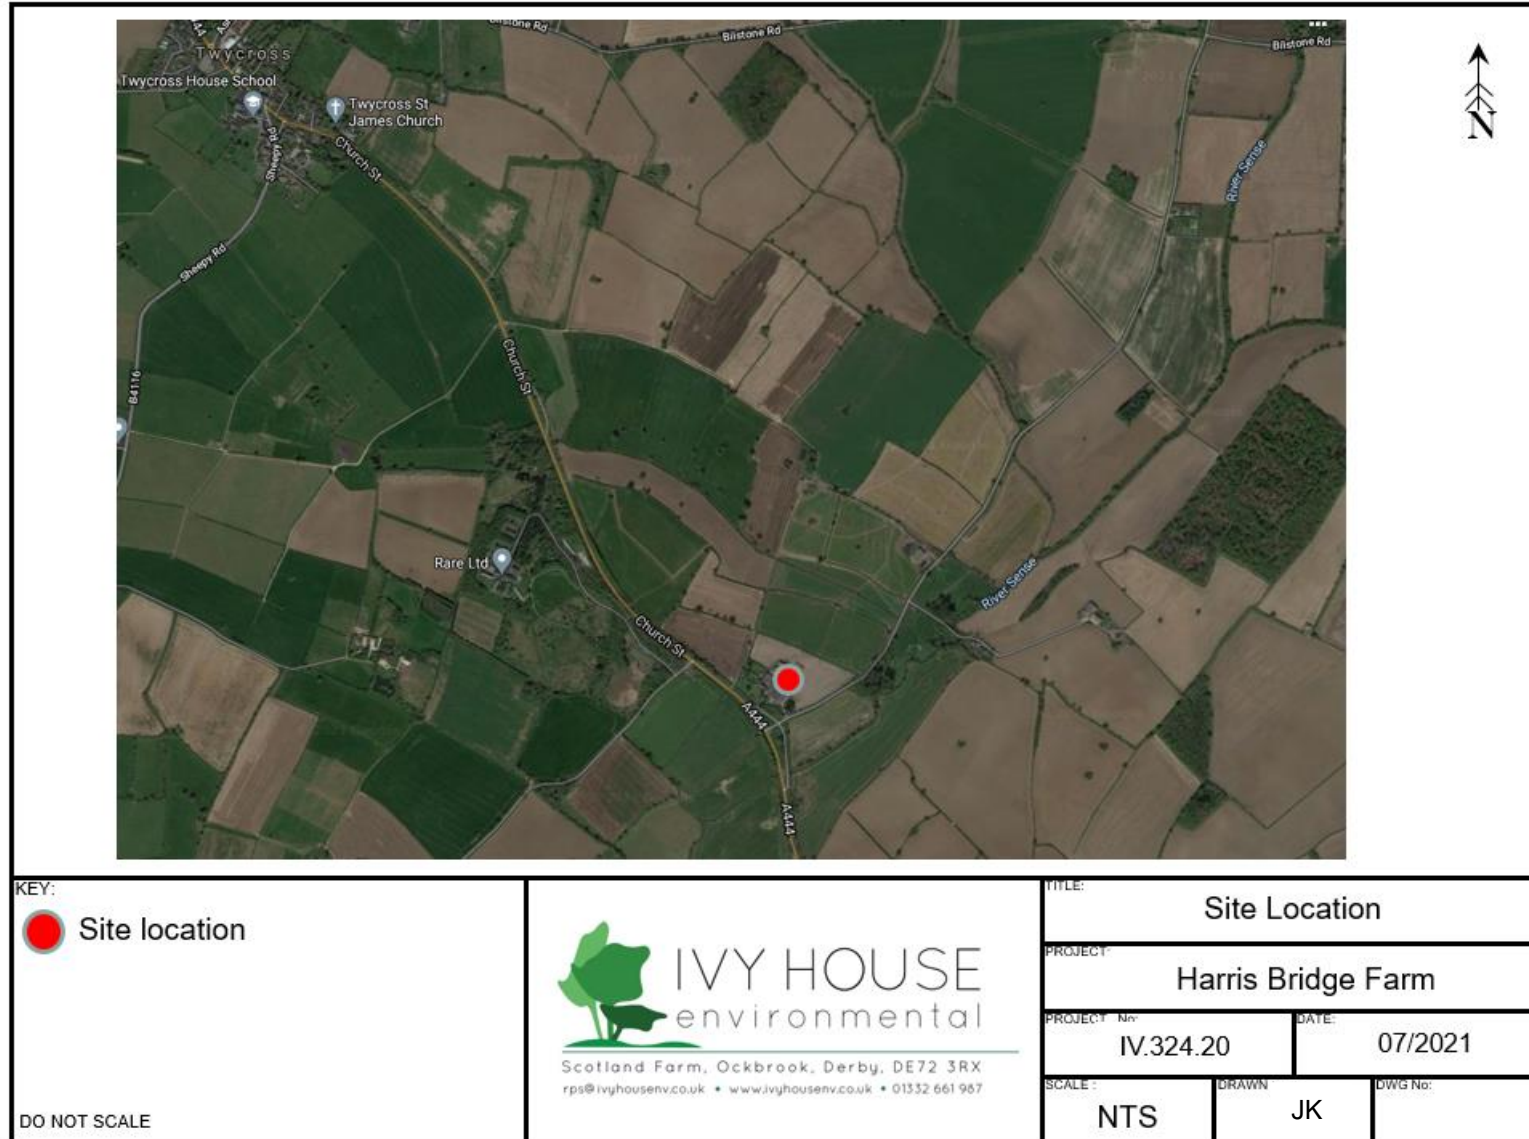 Bilstone Rd
Bilstone Rd
Bilstone Rd
Twycross
Twycross House School
Twycross St
James Church
Sheepy Rd
Church St
River Sense
Sheepy Rd
Church St
B4116
Rare Ltd
River Sense
Church St
A444
A444
N
KEY:
Site location
DO NOT SCALE
IVY HOUSE
environmental
Scotland Farm, Ockbrook, Derby, DE72 3RX
rps@ivyhousenv.co.uk • www.ivyhousenv.co.uk • 01332 661 987
TITLE:
Site Location
PROJECT:
Harris Bridge Farm
PROJECT No:
IV.324.20
DATE:
07/2021
SCALE :
NTS
DRAWN
JK
DWG No: